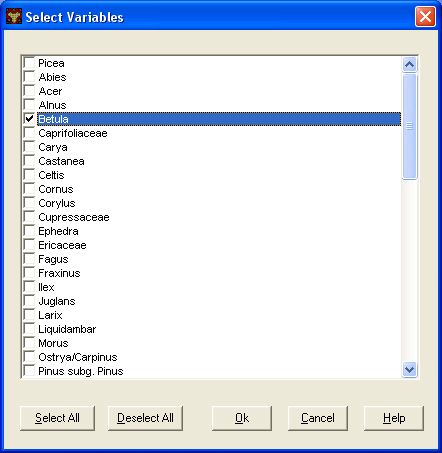 Select Variables
Picea
Abies
Acer
Alnus
Betula
Caprifoliaceae
Carya
Castanea
Celtis
Cornus
Corylus
Cupressaceae
Ephedra
Ericaceae
Fagus
Fraxinus
Ilex
Juglans
Larix
Liquidambar
Morus
Ostrya/Carpinus
Pinus subg. Pinus
Select All Deselect All Ok Cancel Help